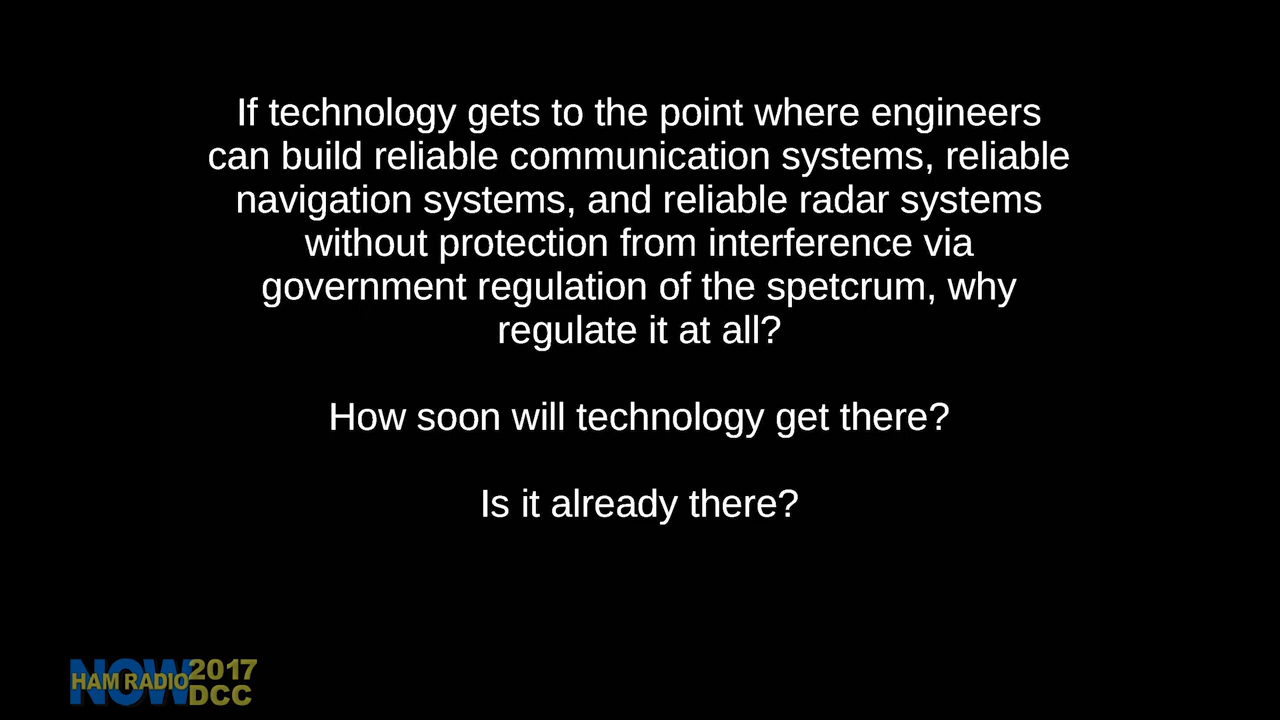 If technology gets to the point where engineers
can build reliable communication systems, reliable
navigation systems, and reliable radar systems
without protection from interference via
government regulation of the spetcrum, why
regulate it at all?
How soon will technology get there?
Is it already there?
NOW
HAM RADIO
2017
DCC